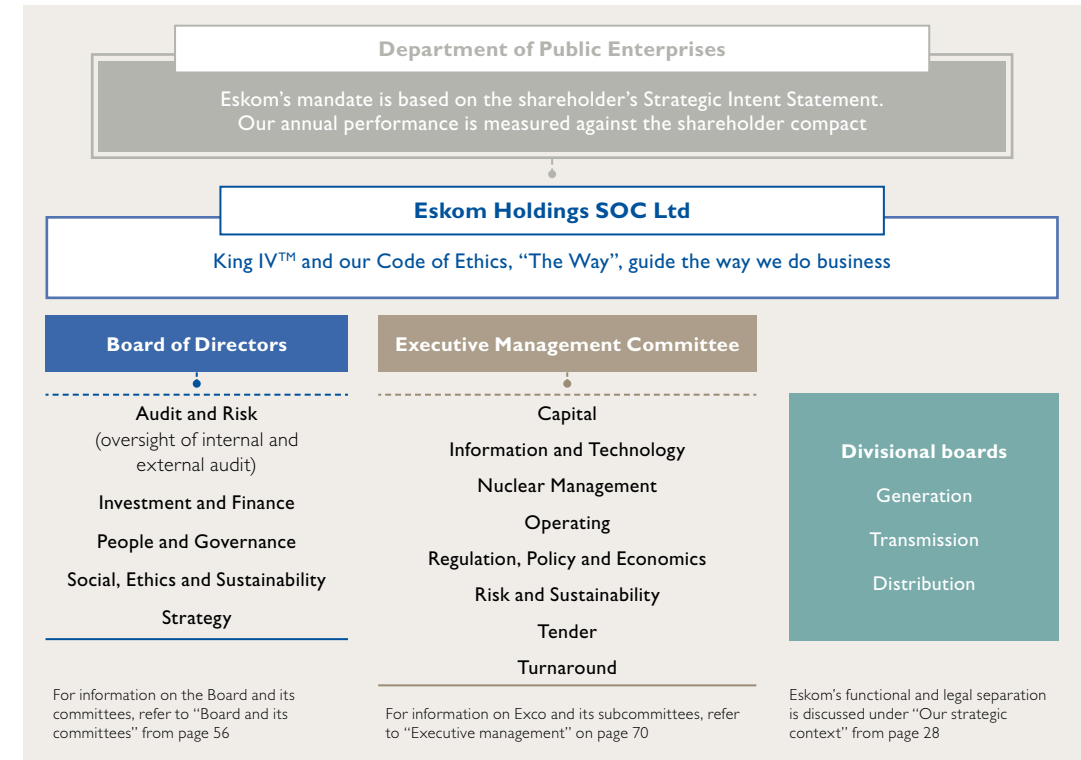 Department of Public Enterprises
Eskom’s mandate is based on the shareholder’s Strategic Intent Statement.
Our annual performance is measured against the shareholder compact
Eskom Holdings SOC Ltd
King IV™ and our Code of Ethics, “The Way”, guide the way we do business
Board of Directors
Audit and Risk
(oversight of internal and
external audit)
Investment and Finance
People and Governance
Social, Ethics and Sustainability
Strategy
For information on the Board and its
committees, refer to “Board and its
committees” from page 56
Executive Management Committee
Capital
Information and Technology
Nuclear Management
Operating
Regulation, Policy and Economics
Risk and Sustainability
Tender
Turnaround
For information on Exco and its subcommittees, refer
to “Executive management” on page 70
Divisional boards
Generation
Transmission
Distribution
Eskom’s functional and legal separation
is discussed under “Our strategic
context” from page 28